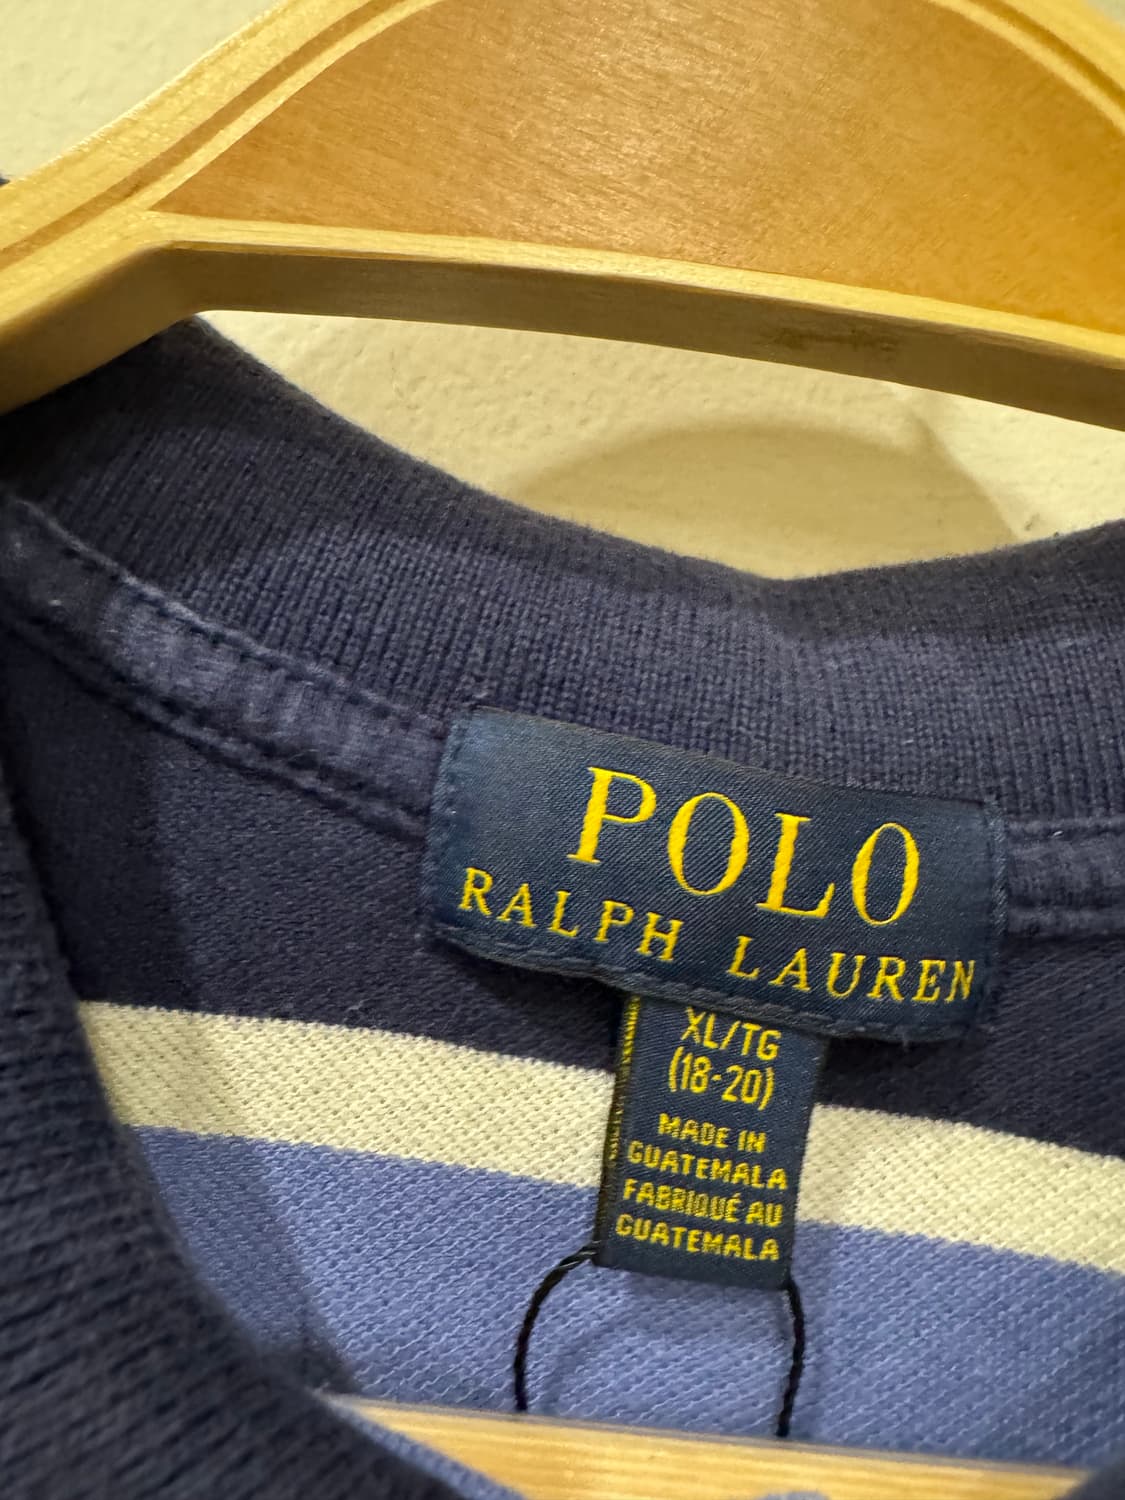 POLO
RALPH LAUREN
XL/TG
(18-20)
MADE IN
GUATEMALA
FABRIQUÉ AU
GUATEMALA